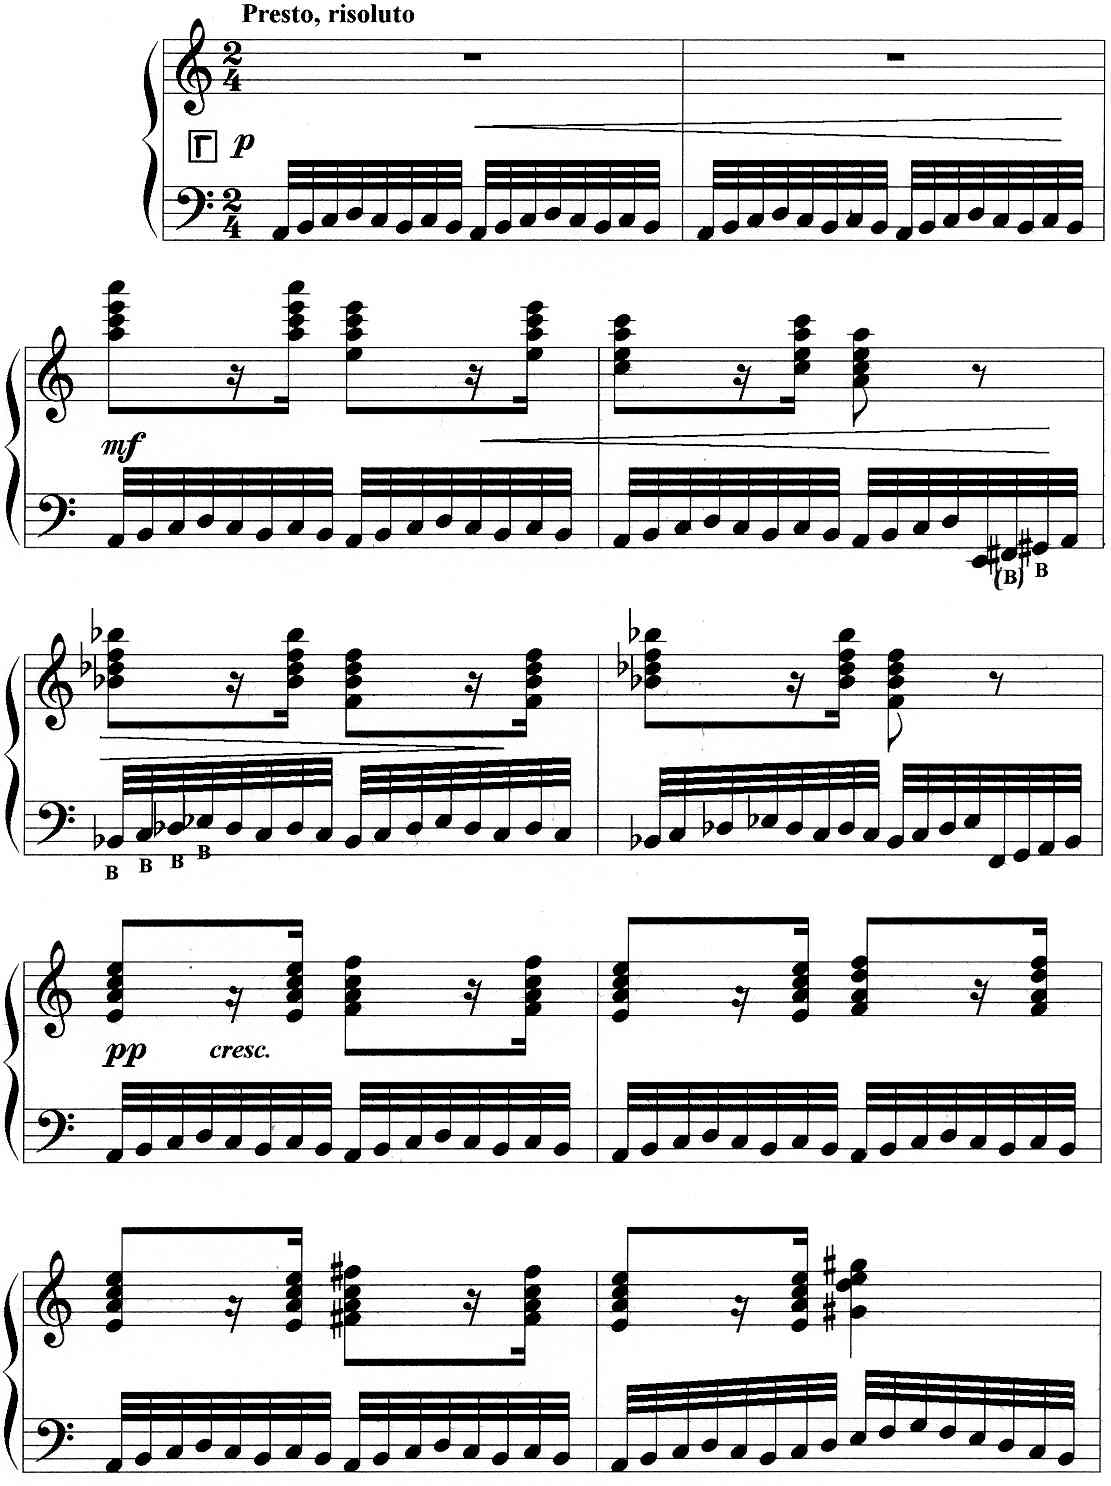 Presto, risoluto
Г p
mf
(B) B
B B B B
pp cresc.